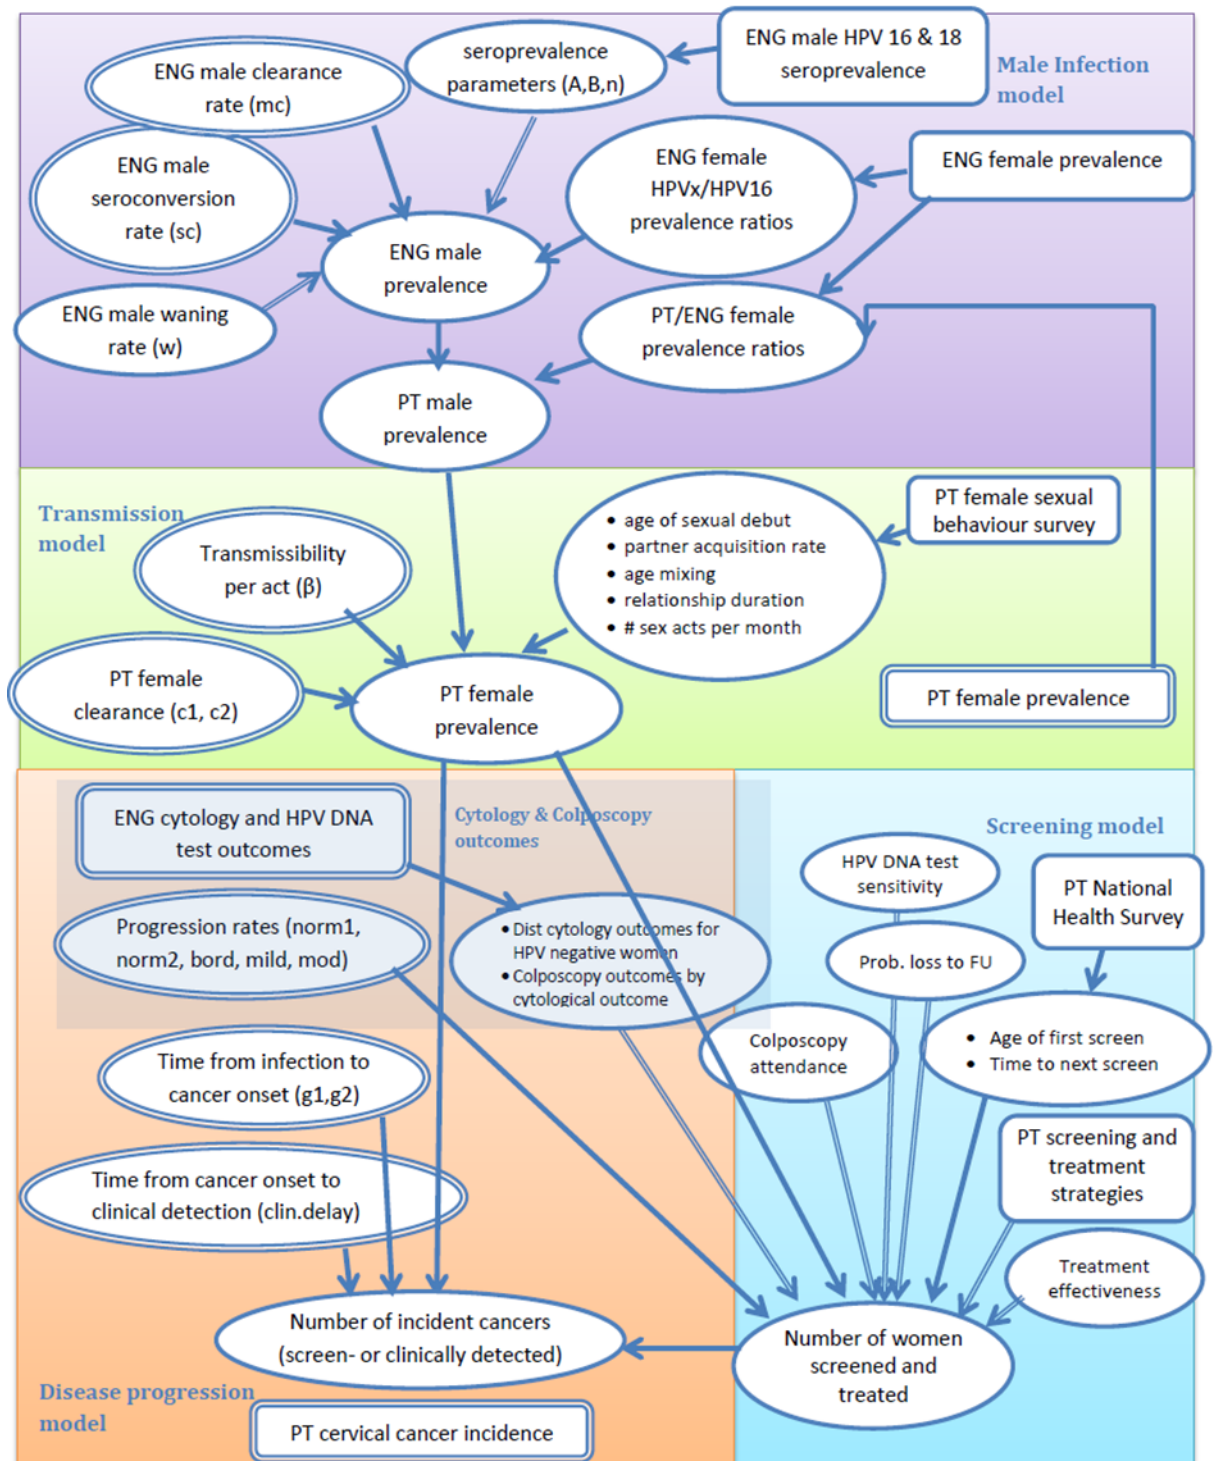 ENG male clearance
rate (mc)
seroprevalence
parameters (A,B,n)
ENG male HPV 16 & 18
seroprevalence
Male Infection
model
ENG male
seroconversion
rate (sc)
ENG female
HPVx/HPV16
prevalence ratios
ENG female prevalence
ENG male
prevalence
ENG male waning
rate (w)
PT/ENG female
prevalence ratios
PT male
prevalence
Transmission
model
Transmissibility
per act (β)
• age of sexual debut
• partner acquisition rate
• age mixing
• relationship duration
• # sex acts per month
PT female sexual
behaviour survey
PT female
clearance (c1, c2)
PT female
prevalence
PT female prevalence
ENG cytology and HPV DNA
test outcomes
Cytology & Colposcopy
outcomes
Screening model
HPV DNA test
sensitivity
PT National
Health Survey
Progression rates (norm1,
norm2, bord, mild, mod)
• Dist cytology outcomes for
HPV negative women
• Colposcopy outcomes by
cytological outcome
Prob. loss to FU
Colposcopy
attendance
• Age of first screen
• Time to next screen
Time from infection to
cancer onset (g1,g2)
PT screening and
treatment
strategies
Time from cancer onset to
clinical detection (clin.delay)
Treatment
effectiveness
Number of incident cancers
(screen- or clinically detected)
Number of women
screened and
treated
Disease progression
model
PT cervical cancer incidence